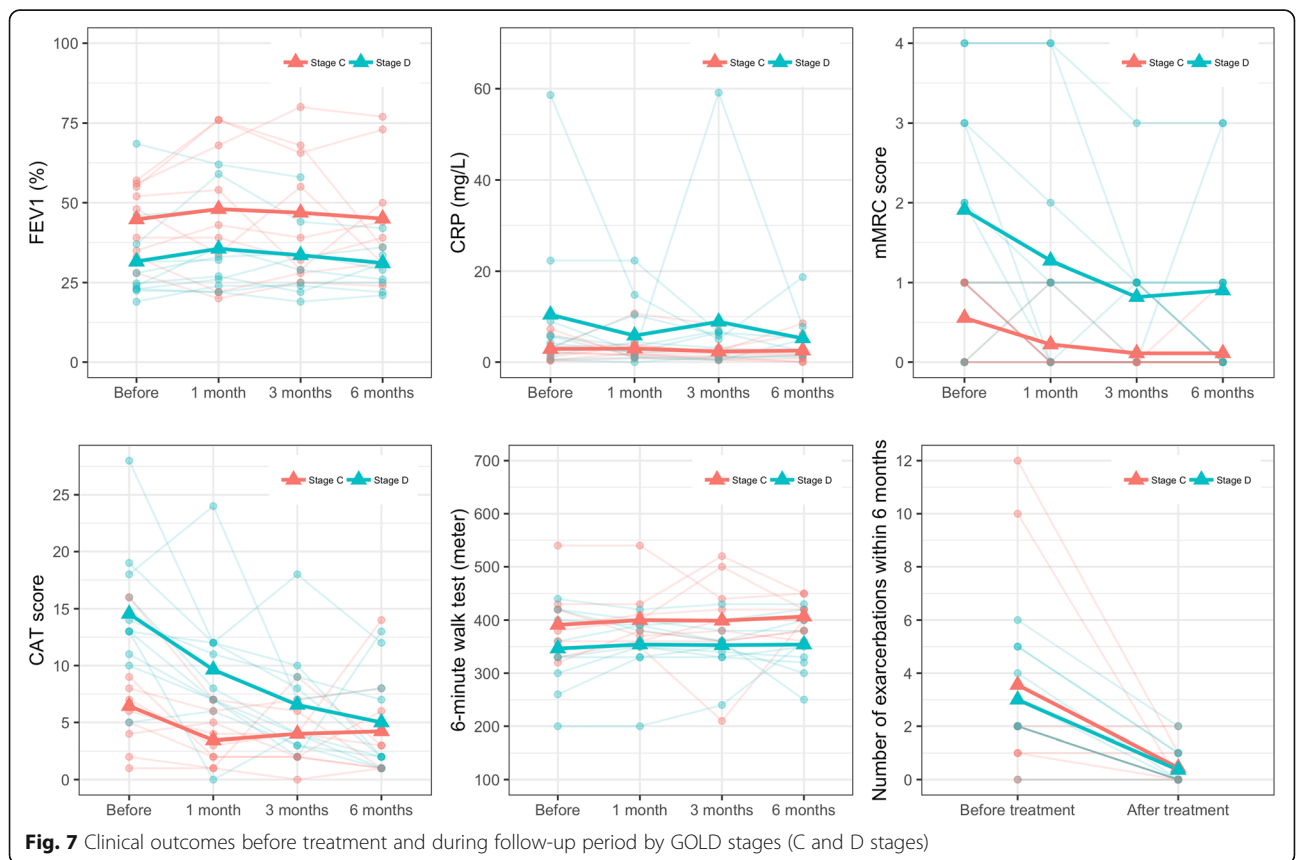 FEV1 (%)
100
75
50
25
0
Stage C Stage D
Before 1 month 3 months 6 months
CRP (mg/L)
60
40
20
0
Stage C Stage D
Before 1 month 3 months 6 months
mMRC score
4
3
2
1
0
Stage C Stage D
Before 1 month 3 months 6 months
CAT score
25
20
15
10
5
0
Stage C Stage D
Before 1 month 3 months 6 months
6-minute walk test (meter)
700
600
500
400
300
200
100
Stage C Stage D
Before 1 month 3 months 6 months
Number of exarcerbations within 6 months
12
10
8
6
4
2
0
Stage C Stage D
Before treatment After treatment
Fig. 7 Clinical outcomes before treatment and during follow-up period by GOLD stages (C and D stages)